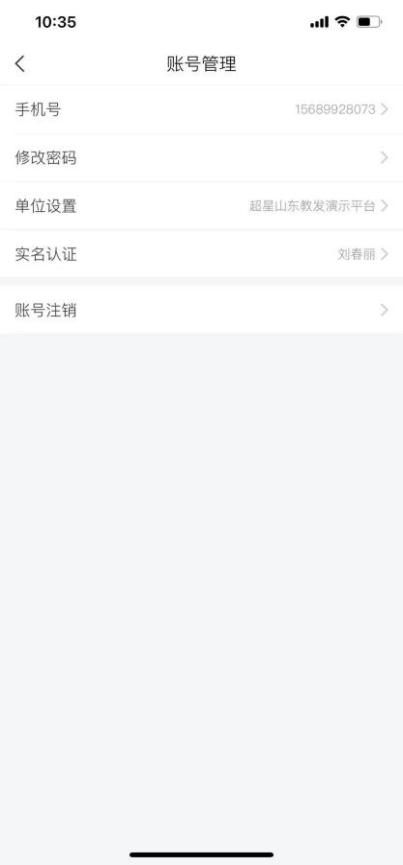 10:35
账号管理
手机号 15689928073
修改密码
单位设置 超星山东教发演示平台
实名认证 刘春丽
账号注销